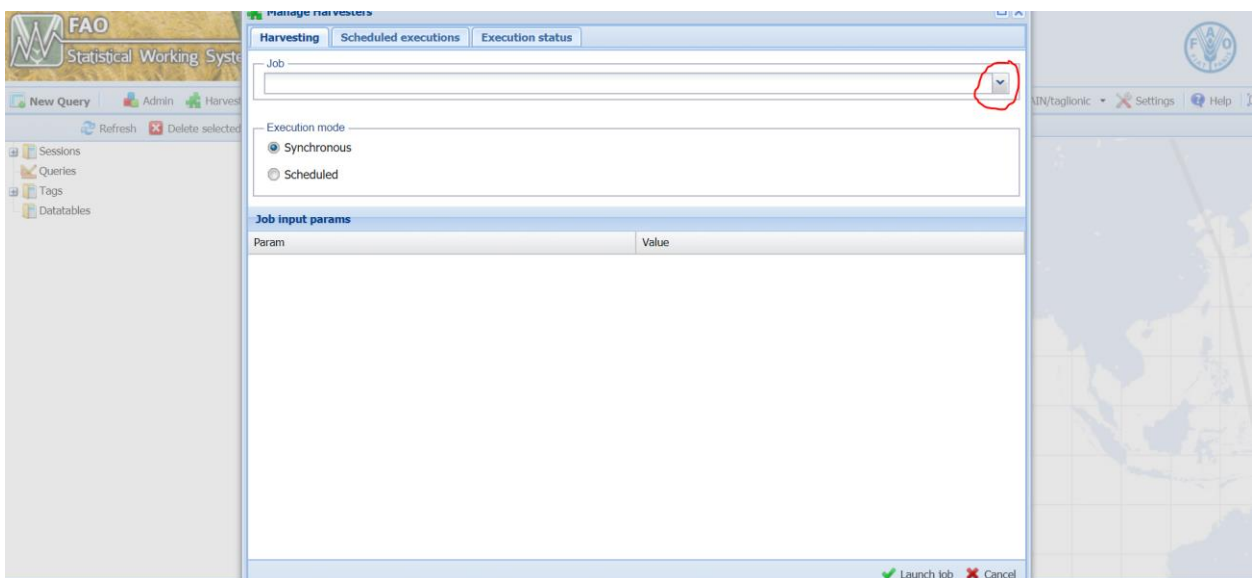 FAO
Statistical Working Syste
Manage Harvesters
Harvesting Scheduled executions Execution status
Job
New Query Admin Harvest
IN/taglionic Settings Help
Refresh Delete selected
Execution mode
Synchronous
Sessions
Queries
Scheduled
Tags
Datatables
Job input params
Param Value
Launch job Cancel